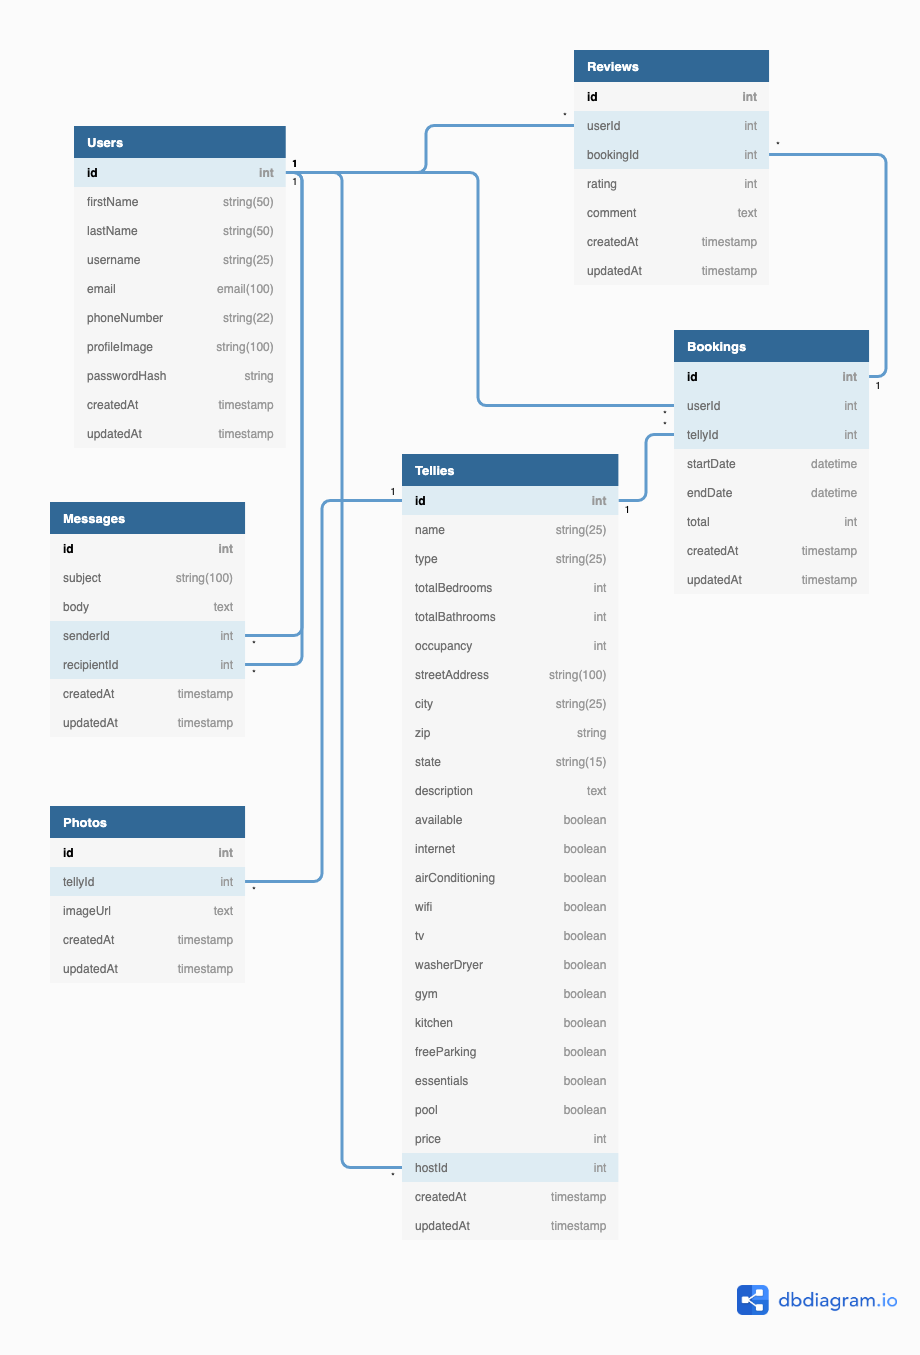 Reviews
id int
* userId int
bookingId int *
rating int
comment text
createdAt timestamp
updatedAt timestamp
Users
id int 1
1
firstName string(50)
lastName string(50)
username string(25)
email email(100)
phoneNumber string(22)
profileImage string(100)
passwordHash string
createdAt timestamp
updatedAt timestamp
Bookings
id int 1
userId int *
* tellyId int
startDate datetime
endDate datetime
total int
createdAt timestamp
updatedAt timestamp
Tellies
1 id int 1
name string(25)
type string(25)
totalBedrooms int
totalBathrooms int
occupancy int
streetAddress string(100)
city string(25)
zip string
state string(15)
description text
available boolean
internet boolean
airConditioning boolean
wifi boolean
tv boolean
washerDryer boolean
gym boolean
kitchen boolean
freeParking boolean
essentials boolean
pool boolean
price int
* hostId int
createdAt timestamp
updatedAt timestamp
Messages
id int
subject string(100)
body text
senderId int *
recipientId int *
createdAt timestamp
updatedAt timestamp
Photos
id int
tellyId int *
imageUrl text
createdAt timestamp
updatedAt timestamp
dbdiagram.io